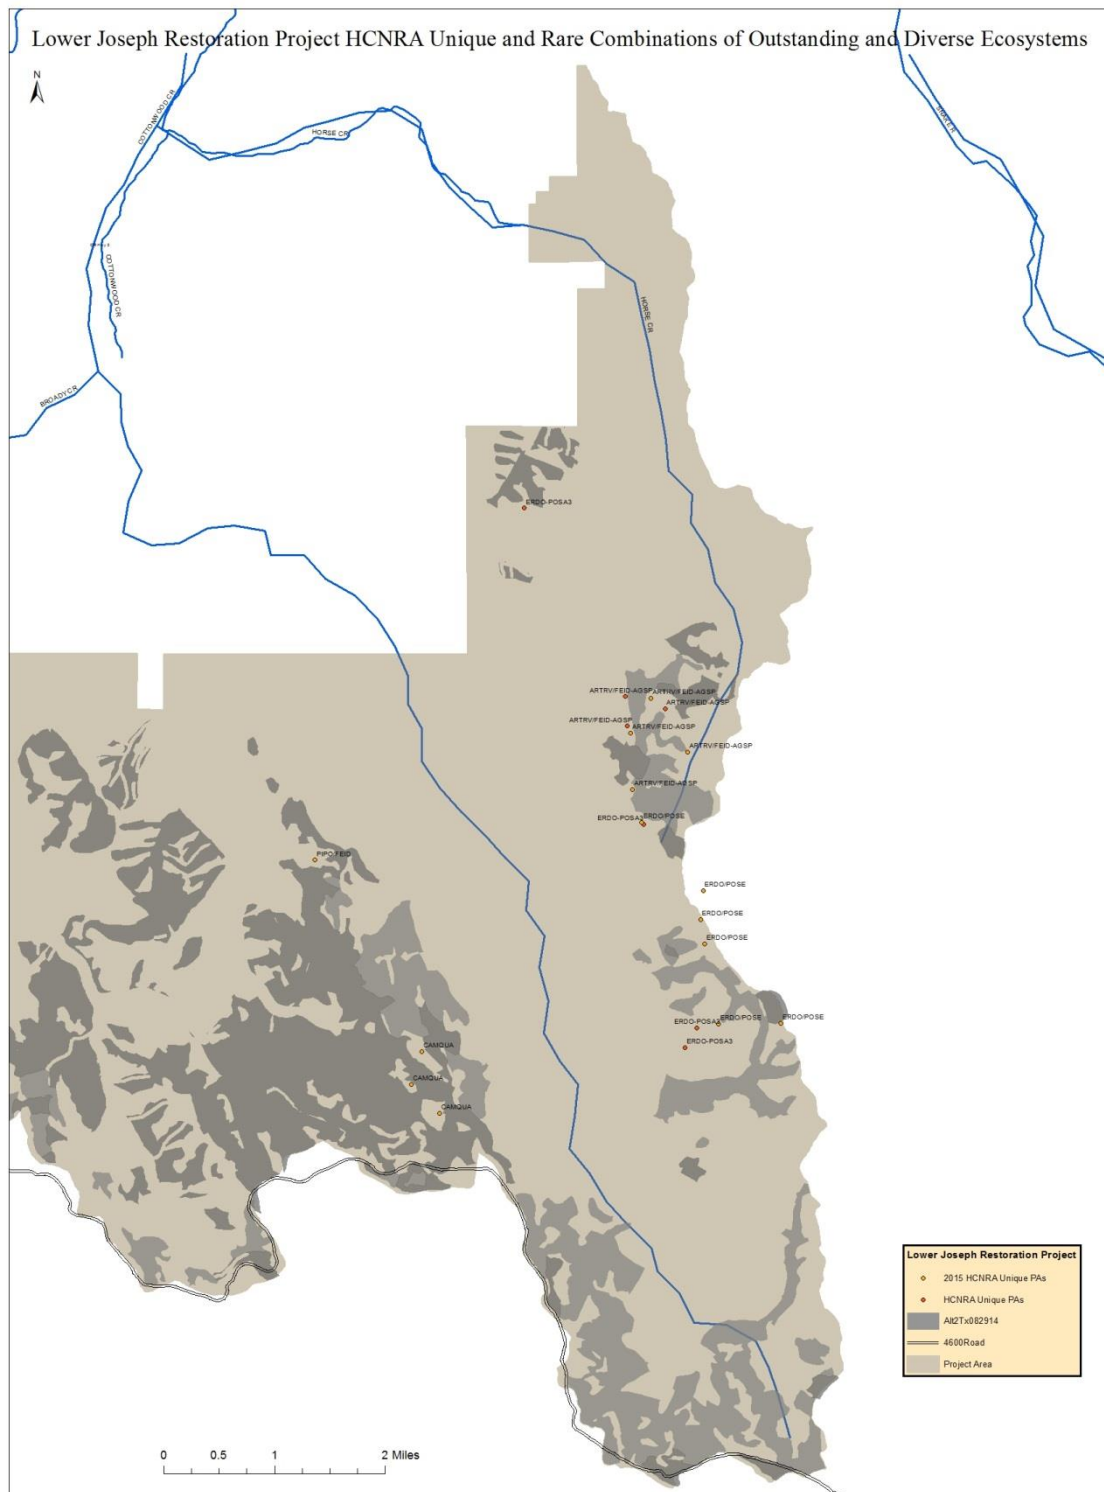 Lower Joseph Restoration Project HCNRA Unique and Rare Combinations of Outstanding and Diverse Ecosystems
N
COTTONWOOD CR
HORSE CR
SNAKE R
COTTONWOOD CR
HORSE CR
BROADY CR
ERDO-POSA3
ARTRV/FEID-AGSP
ARTRV/FEID-AGSP
ARTRV/FEID-AGSP
ARTRV/FEID-AGSP
ARTRV/FEID-AGSP
ARTRV/FEID-AGSP
ARTRV/FEID-AGSP
ERDO-POSA3
ERDO/POSE
PIPO/FEID
ERDO/POSE
ERDO/POSE
ERDO/POSE
ERDO-POSA3
ERDO/POSE
ERDO/POSE
ERDO-POSA3
CAMQUA
CAMQUA
CAMQUA
Lower Joseph Restoration Project
2015 HCNRA Unique PAs
HCNRA Unique PAs
Alt2Tx082914
4600Road
Project Area
0 0.5 1 2 Miles